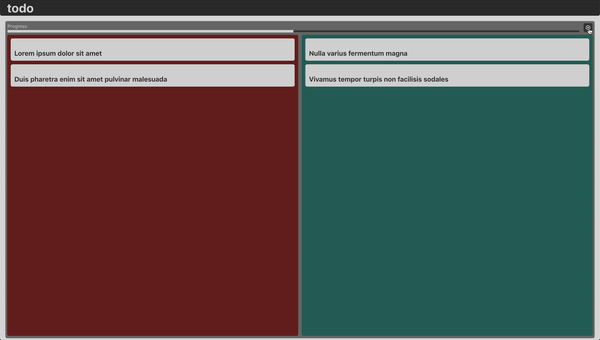 todo
Progress
Lorem ipsum dolor sit amet
Duis pharetra enim sit amet pulvinar malesuada
Nulla varius fermentum magna
Vivamus tempor turpis non facilisis sodales